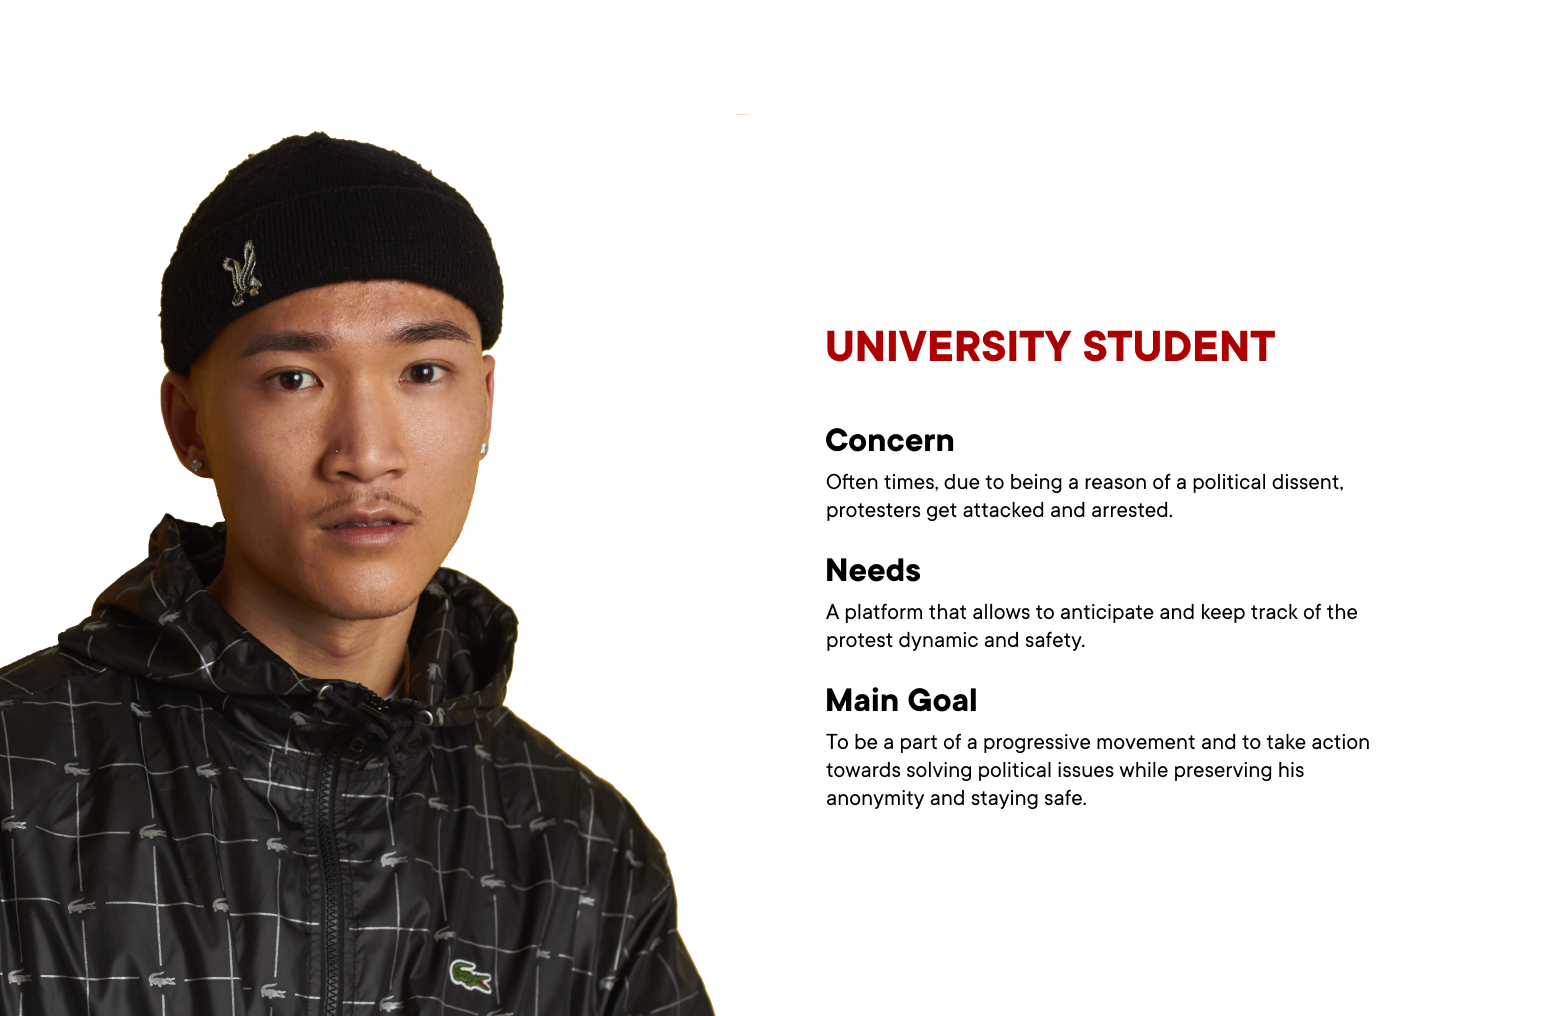 UNIVERSITY STUDENT
Concern
Often times, due to being a reason of a political dissent,
protesters get attacked and arrested.
Needs
A platform that allows to anticipate and keep track of the
protest dynamic and safety.
Main Goal
To be a part of a progressive movement and to take action
towards solving political issues while preserving his
anonymity and staying safe.